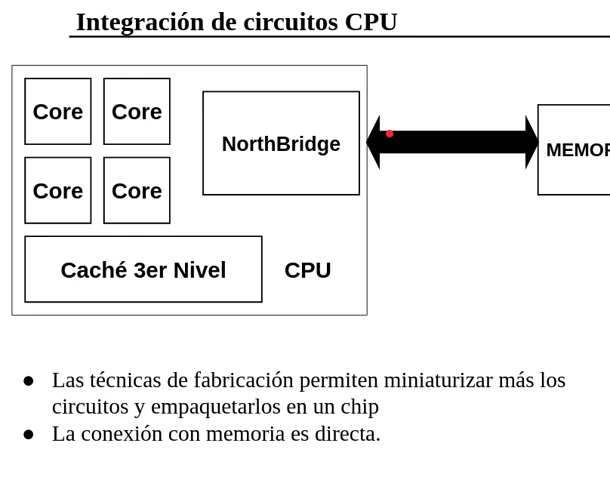 Integración de circuitos CPU
Core Core
NorthBridge
Core Core
Caché 3er Nivel
CPU
● Las técnicas de fabricación permiten miniaturizar más los
circuitos y empaquetarlos en un chip
● La conexión con memoria es directa.